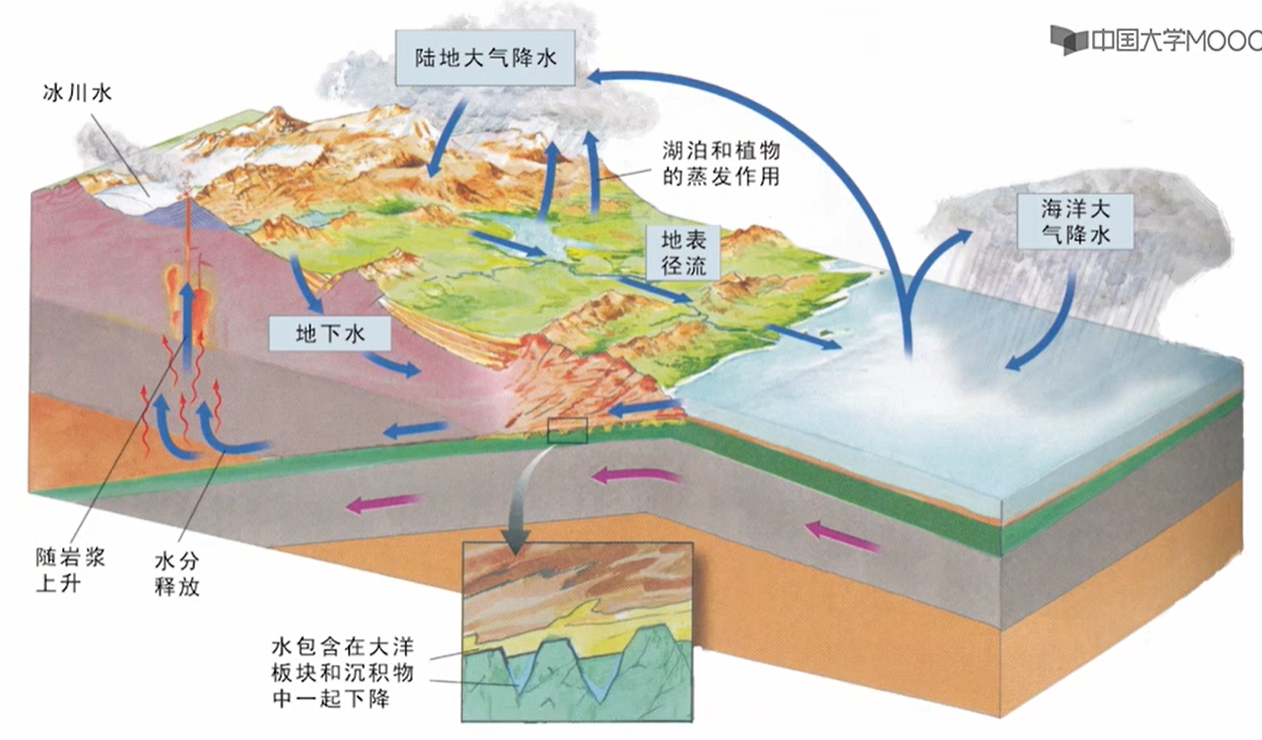 中国大学MOOC
陆地大气降水
冰川水
湖泊和植物
的蒸发作用
海洋大
气降水
地表
径流
地下水
随岩浆
上升
水分
释放
水包含在大洋
板块和沉积物
中一起下降